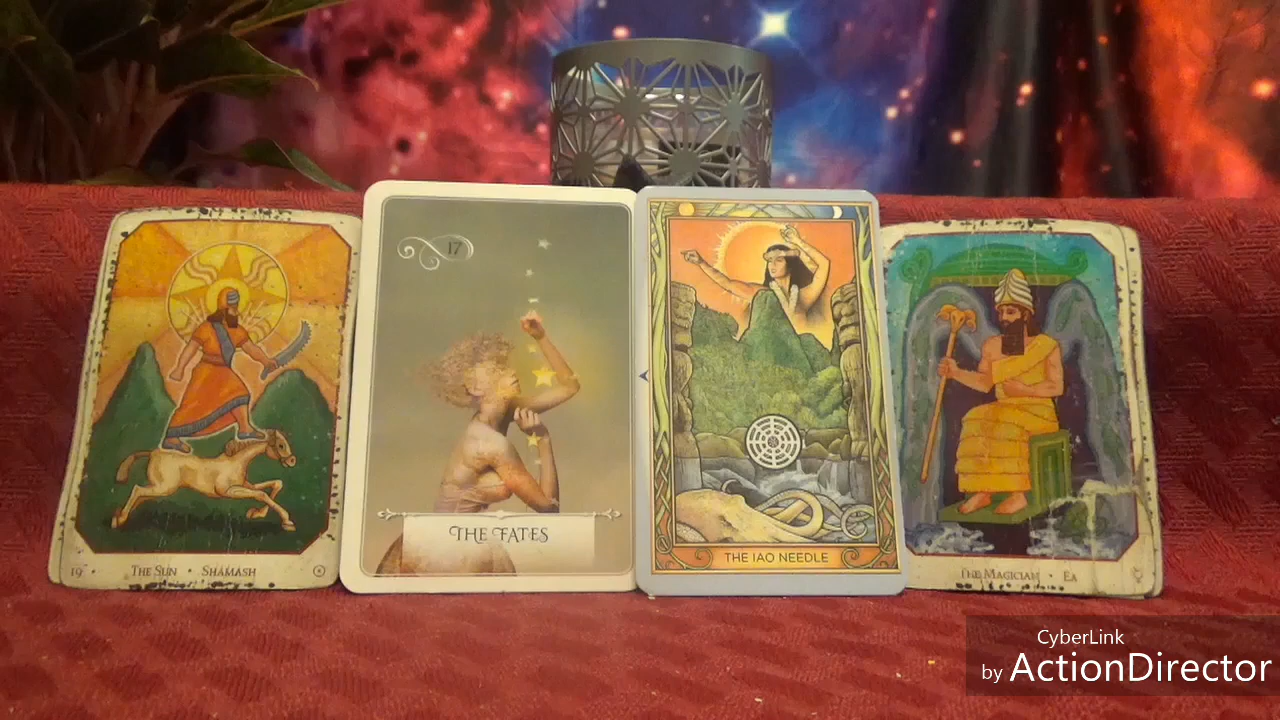 19 • THE SUN • SHAMASH
17
THE FATES
THE IAO NEEDLE
THE MAGICIAN • EA
CyberLink
by ActionDirector